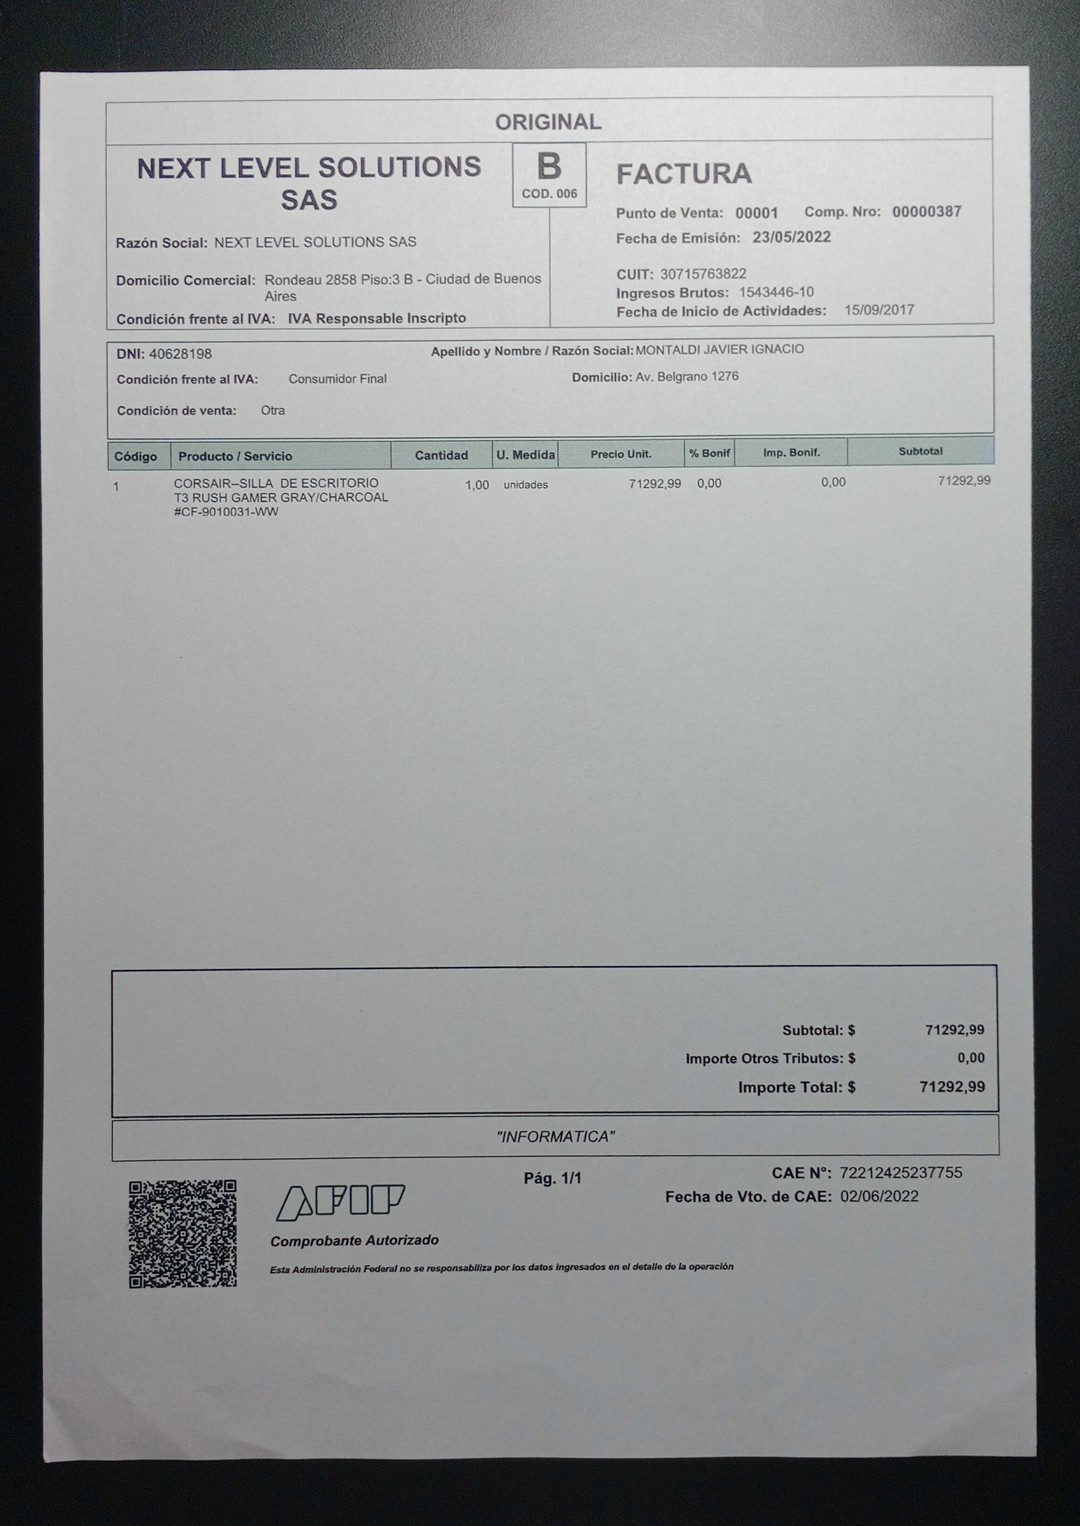 ORIGINAL
NEXT LEVEL SOLUTIONS
SAS
B
COD. 006
FACTURA
Punto de Venta: 00001 Comp. Nro: 00000387
Fecha de Emisión: 23/05/2022
Razón Social: NEXT LEVEL SOLUTIONS SAS
Domicilio Comercial: Rondeau 2858 Piso:3 B - Ciudad de Buenos
Aires
Condición frente al IVA: IVA Responsable Inscripto
CUIT: 30715763822
Ingresos Brutos: 1543446-10
Fecha de Inicio de Actividades: 15/09/2017
DNI: 40628198 Apellido y Nombre / Razón Social: MONTALDI JAVIER IGNACIO
Condición frente al IVA: Consumidor Final Domicilio: Av. Belgrano 1276
Condición de venta: Otra
Código Producto / Servicio Cantidad U. Medida Precio Unit. % Bonif Imp. Bonif. Subtotal
1 CORSAIR–SILLA DE ESCRITORIO 1,00 unidades 71292,99 0,00 0,00 71292,99
T3 RUSH GAMER GRAY/CHARCOAL
#CF-9010031-WW
Subtotal: $ 71292,99
Importe Otros Tributos: $ 0,00
Importe Total: $ 71292,99
"INFORMATICA"
Pág. 1/1
CAE N°: 72212425237755
Fecha de Vto. de CAE: 02/06/2022
AFIP
Comprobante Autorizado
Esta Administración Federal no se responsabiliza por los datos ingresados en el detalle de la operación